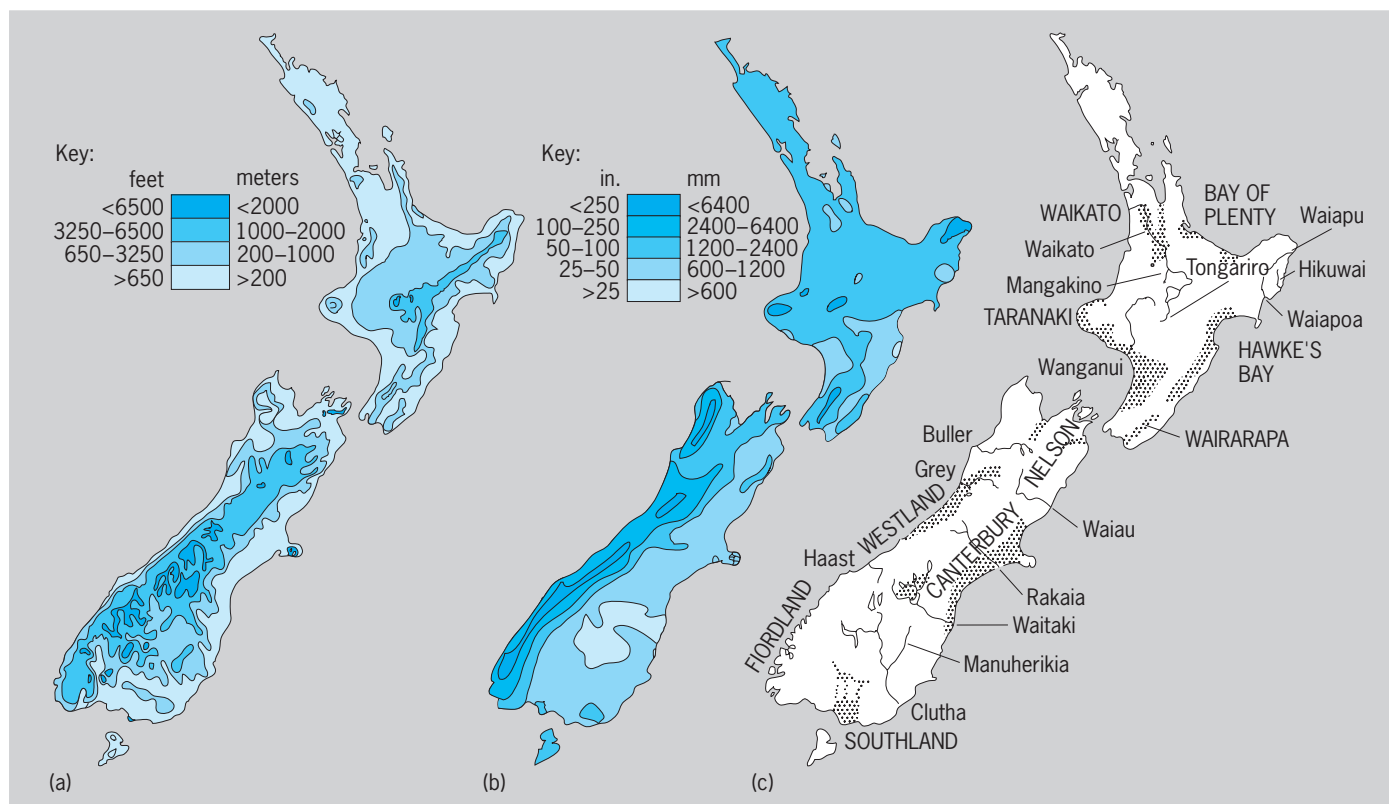 Key:
feet meters
<6500 <2000
3250–6500 1000–2000
650–3250 200–1000
>650 >200
(a)
Key:
in. mm
<250 <6400
100–250 2400–6400
50–100 1200–2400
25–50 600–1200
>25 >600
(b)
BAY OF
PLENTY
WAIKATO
Waiapu
Waikato
Tongariro
Hikuwai
Mangakino
TARANAKI
Waiapoa
HAWKE'S
BAY
Wanganui
WAIRARAPA
Buller
NELSON
Grey
WESTLAND
Waiau
CANTERBURY
Haast
Rakaia
FIORDLAND
Waitaki
Manuherikia
Clutha
SOUTHLAND
(c)